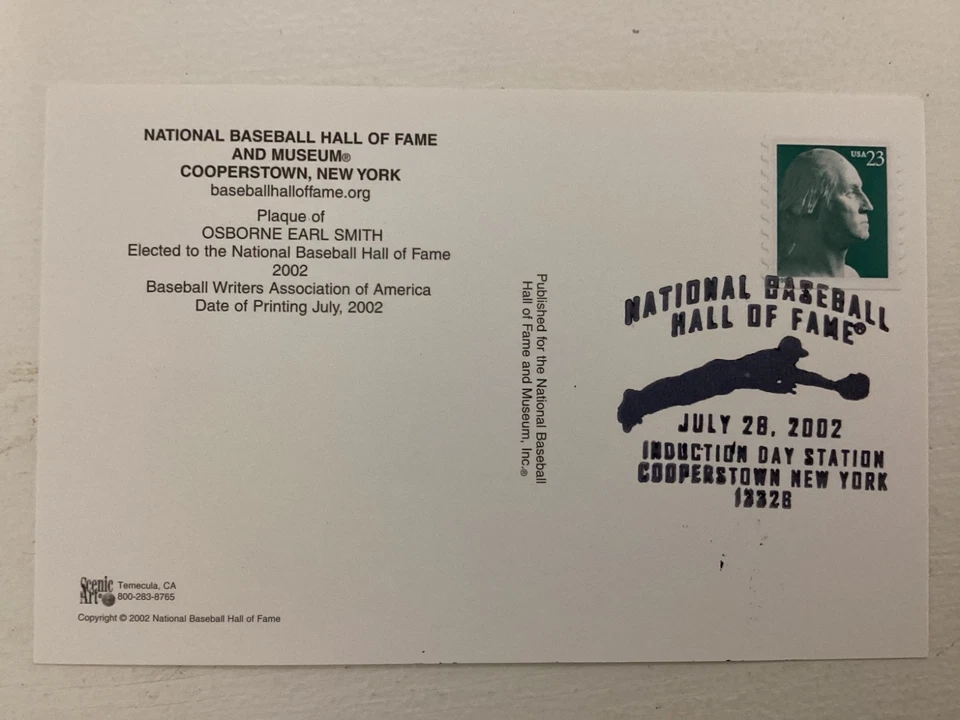 NATIONAL BASEBALL HALL OF FAME
AND MUSEUM®
COOPERSTOWN, NEW YORK
baseballhalloffame.org
Plaque of
OSBORNE EARL SMITH
Elected to the National Baseball Hall of Fame
2002
Baseball Writers Association of America
Date of Printing July, 2002
Scenic
Art®
Temecula, CA
800-283-8765
Copyright © 2002 National Baseball Hall of Fame
Published for the National Baseball
Hall of Fame and Museum, Inc.®
USA 23
NATIONAL BASEBALL
HALL OF FAME®
JULY 28, 2002
INDUCTION DAY STATION
COOPERSTOWN NEW YORK
13326